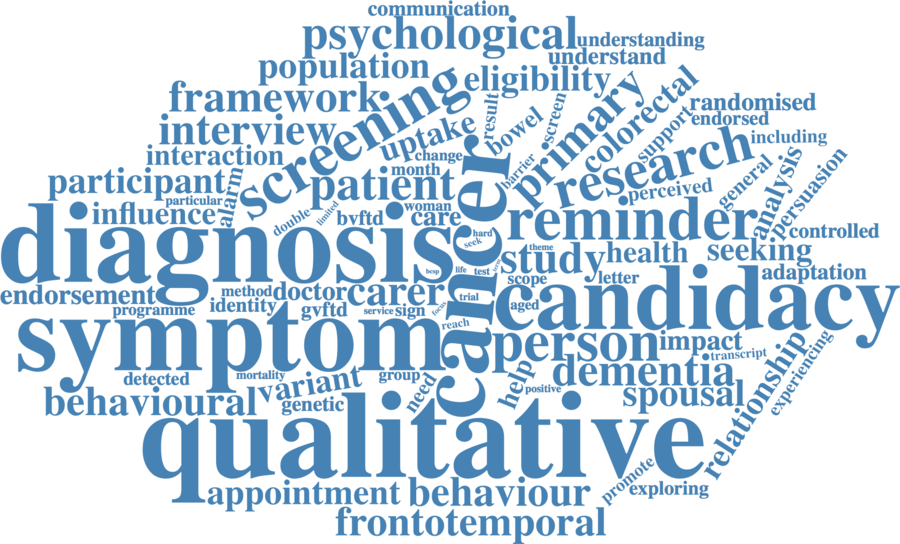 communication
psychological
understanding
understand
population
eligibility
framework
screening
primary
colorectal
randomised
endorsed
interview
uptake
result
bowel
screen
support
research
including
interaction
change
barrier
participant
alarm
particular
month
patient
perceived
general
analysis
persuasion
influence
double
limited
bvftd
woman
care
cancer
reminder
controlled
diagnosis
hard
seek
study
theme
health
seeking
besp
life
test
focus
scope
letter
adaptation
endorsement
method
doctor
carer
trial
candidacy
aged
programme
identity
gvftd
service
sign
focus
reach
symptom
person
impact
transcript
relationship
experiencing
detected
mortality
variant
group
need
help
positive
dementia
spousal
behavioural
genetic
qualitative
appointment
behaviour
promote
exploring
frontotemporal